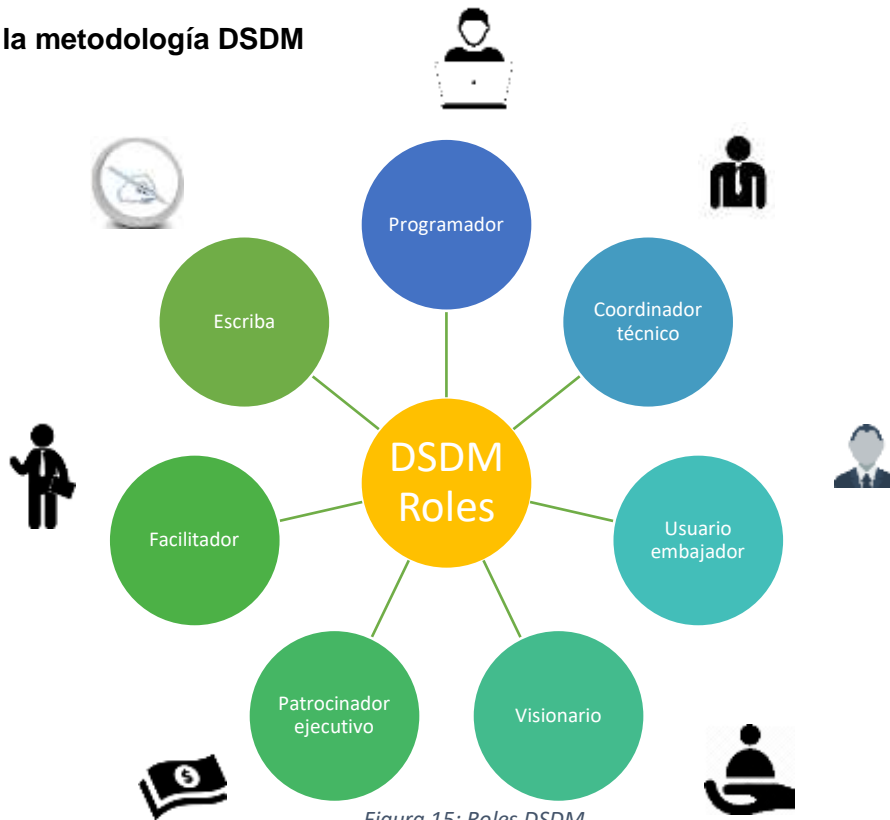 la metodología DSDM
Programador
Coordinador
técnico
Escriba
DSDM
Roles
Usuario
embajador
Facilitador
Patrocinador
ejecutivo
Visionario
Figura 15: Roles DSDM